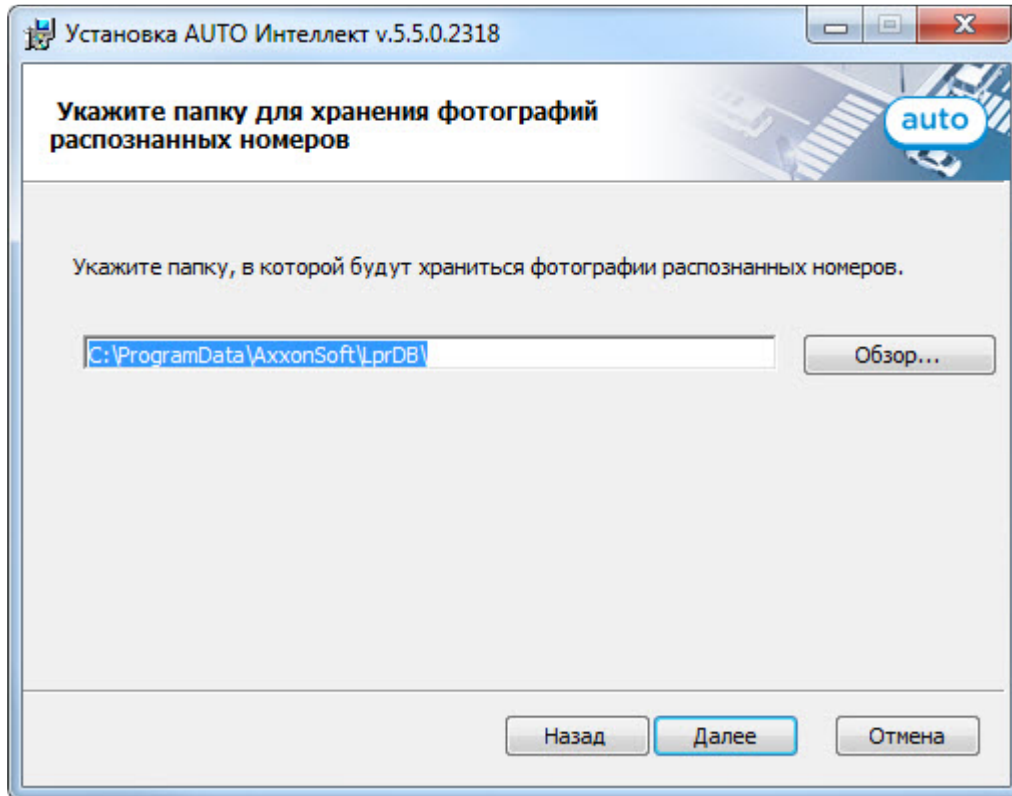 Установка AUTO Интеллект v.5.5.0.2318
Укажите папку для хранения фотографий
распознанных номеров
auto
Укажите папку, в которой будут храниться фотографии распознанных номеров.
C:\ProgramData\AxxonSoft\LprDB\
Обзор...
Назад
Далее
Отмена